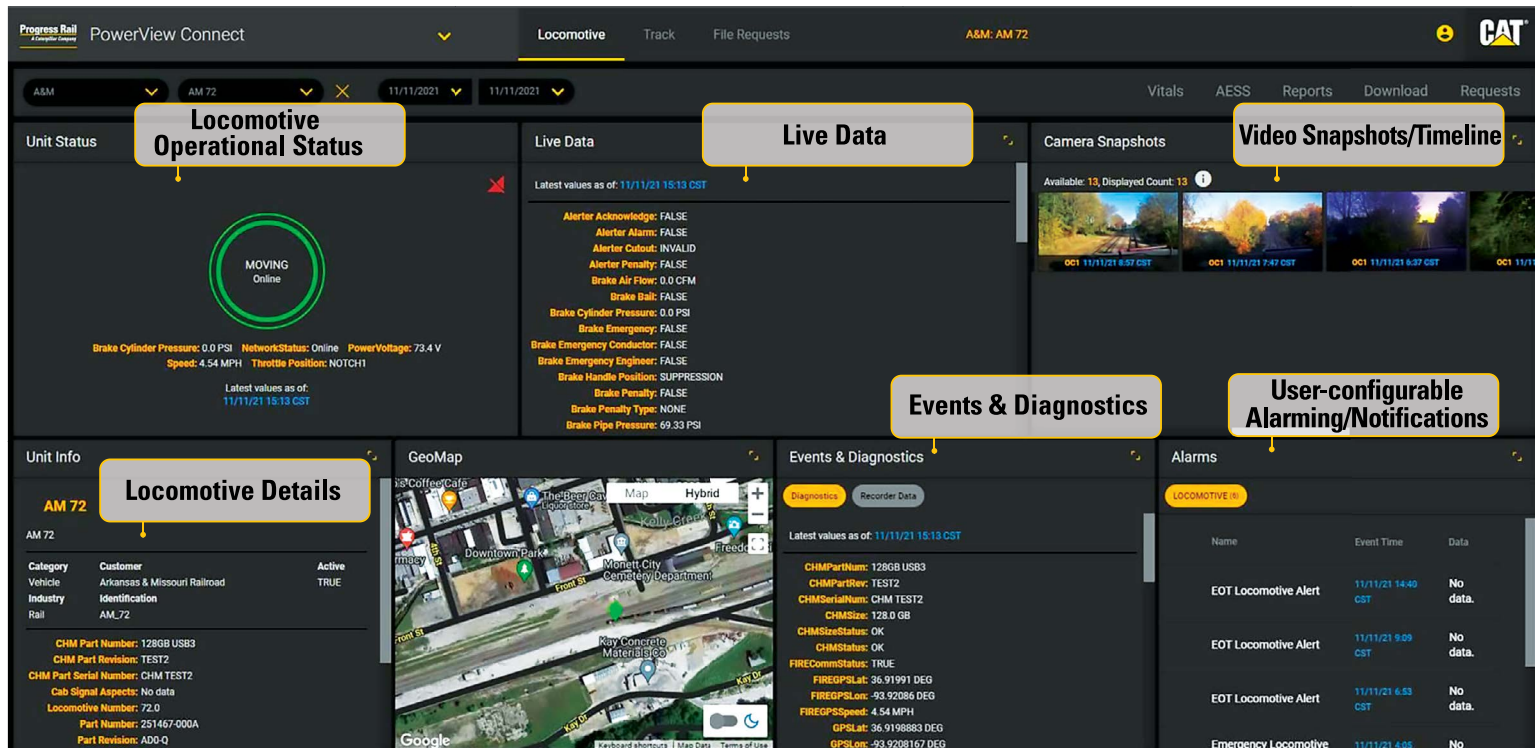 Progress Rail
A Caterpillar Company
PowerView Connect
Locomotive
Track
File Requests
A&M: AM 72
CAT
A&M
AM 72
11/11/2021
11/11/2021
Vitals
AESS
Reports
Download
Requests
Unit Status
Locomotive
Operational Status
MOVING
Online
Brake Cylinder Pressure: 0.0 PSI NetworkStatus: Online PowerVoltage: 73.4 V
Speed: 4.54 MPH Throttle Position: NOTCH1
Latest values as of:
11/11/21 15:13 CST
Live Data
Live Data
Latest values as of: 11/11/21 15:13 CST
Alerter Acknowledge: FALSE
Alerter Alarm: FALSE
Alerter Cutout: INVALID
Alerter Penalty: FALSE
Brake Air Flow: 0.0 CFM
Brake Bail: FALSE
Brake Cylinder Pressure: 0.0 PSI
Brake Emergency: FALSE
Brake Emergency Conductor: FALSE
Brake Emergency Engineer: FALSE
Brake Handle Position: SUPPRESSION
Brake Penalty: FALSE
Brake Penalty Type: NONE
Brake Pipe Pressure: 69.33 PSI
Camera Snapshots
Video Snapshots/Timeline
Available: 13, Displayed Count: 13
OC1 11/11/21 8:57 CST
OC1 11/11/21 7:47 CST
OC1 11/11/21 6:37 CST
OC1 11/11
Unit Info
Locomotive Details
AM 72
AM 72
Category Customer Active
Vehicle Arkansas & Missouri Railroad TRUE
Industry Identification
Rail AM_72
CHM Part Number: 128GB USB3
CHM Part Revision: TEST2
CHM Part Serial Number: CHM TEST2
Cab Signal Aspects: No data
Locomotive Number: 72.0
Part Number: 251467-000A
Part Revision: AD0-Q
GeoMap
's Coffee Cafe
The Beer Cav
Liquor store
Map Hybrid
Kelly Creek
4th St
Downtown Park
Freedo
rmacy
Monett City
Cemetery Department
Front St
Front St
Kay Concrete
Materials Co
Kay Dr
Kay Dr
Google
Keyboard shortcuts Map Data Terms of Use
Events & Diagnostics
Events & Diagnostics
Diagnostics
Recorder Data
Latest values as of: 11/11/21 15:13 CST
CHMPartNum: 128GB USB3
CHMPartRev: TEST2
CHMSerialNum: CHM TEST2
CHMSize: 128.0 GB
CHMSizeStatus: OK
CHMStatus: OK
FIRECommStatus: TRUE
FIREGPSLat: 36.91991 DEG
FIREGPSLon: -93.92086 DEG
FIREGPSSpeed: 4.54 MPH
GPSLat: 36.9198883 DEG
GPSLon: -93.9208167 DEG
User-configurable
Alarming/Notifications
Alarms
LOCOMOTIVE (6)
Name Event Time Data
EOT Locomotive Alert 11/11/21 14:40 CST No data.
EOT Locomotive Alert 11/11/21 9:09 CST No data.
EOT Locomotive Alert 11/11/21 6:53 CST No data.
Emergency Locomotive 11/11/21 4:05 No